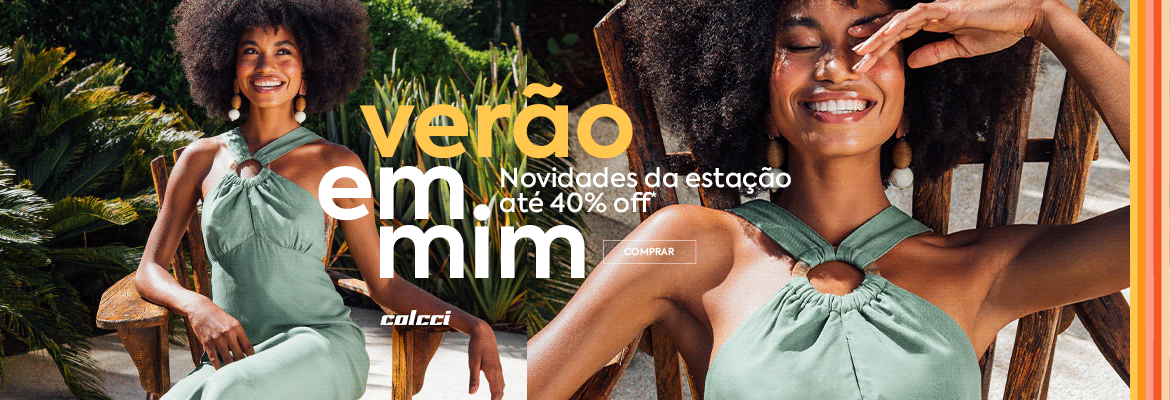 verão
em.
mim
Novidades da estação
até 40% off*
COMPRAR
colcci